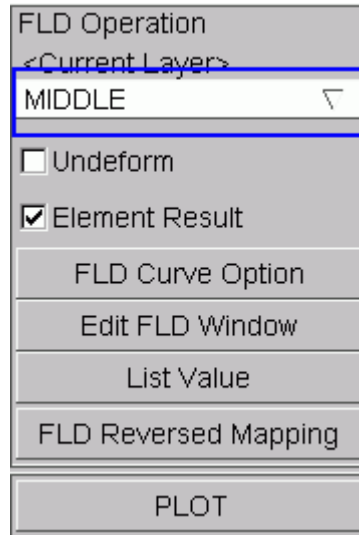 FLD Operation
<Current Layer>
MIDDLE
Undeform
Element Result
FLD Curve Option
Edit FLD Window
List Value
FLD Reversed Mapping
PLOT